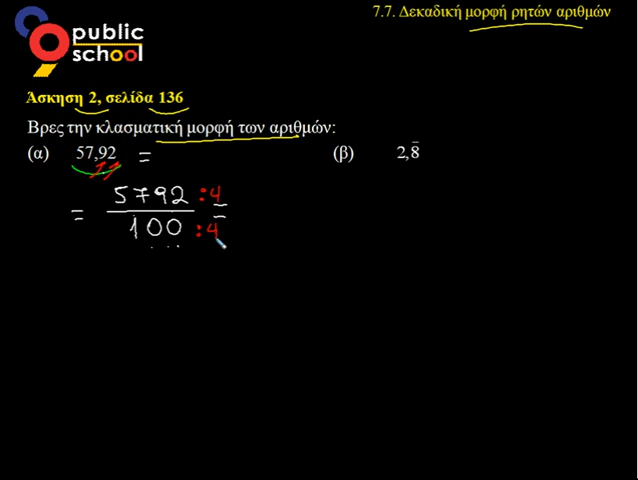 7.7. Δεκαδική μορφή ρητών αριθμών
public
school
Άσκηση 2, σελίδα 136
Βρες την κλασματική μορφή των αριθμών:
(α) 57,92 = (β) 2,8̅
= 5792 :4 =
100 :4